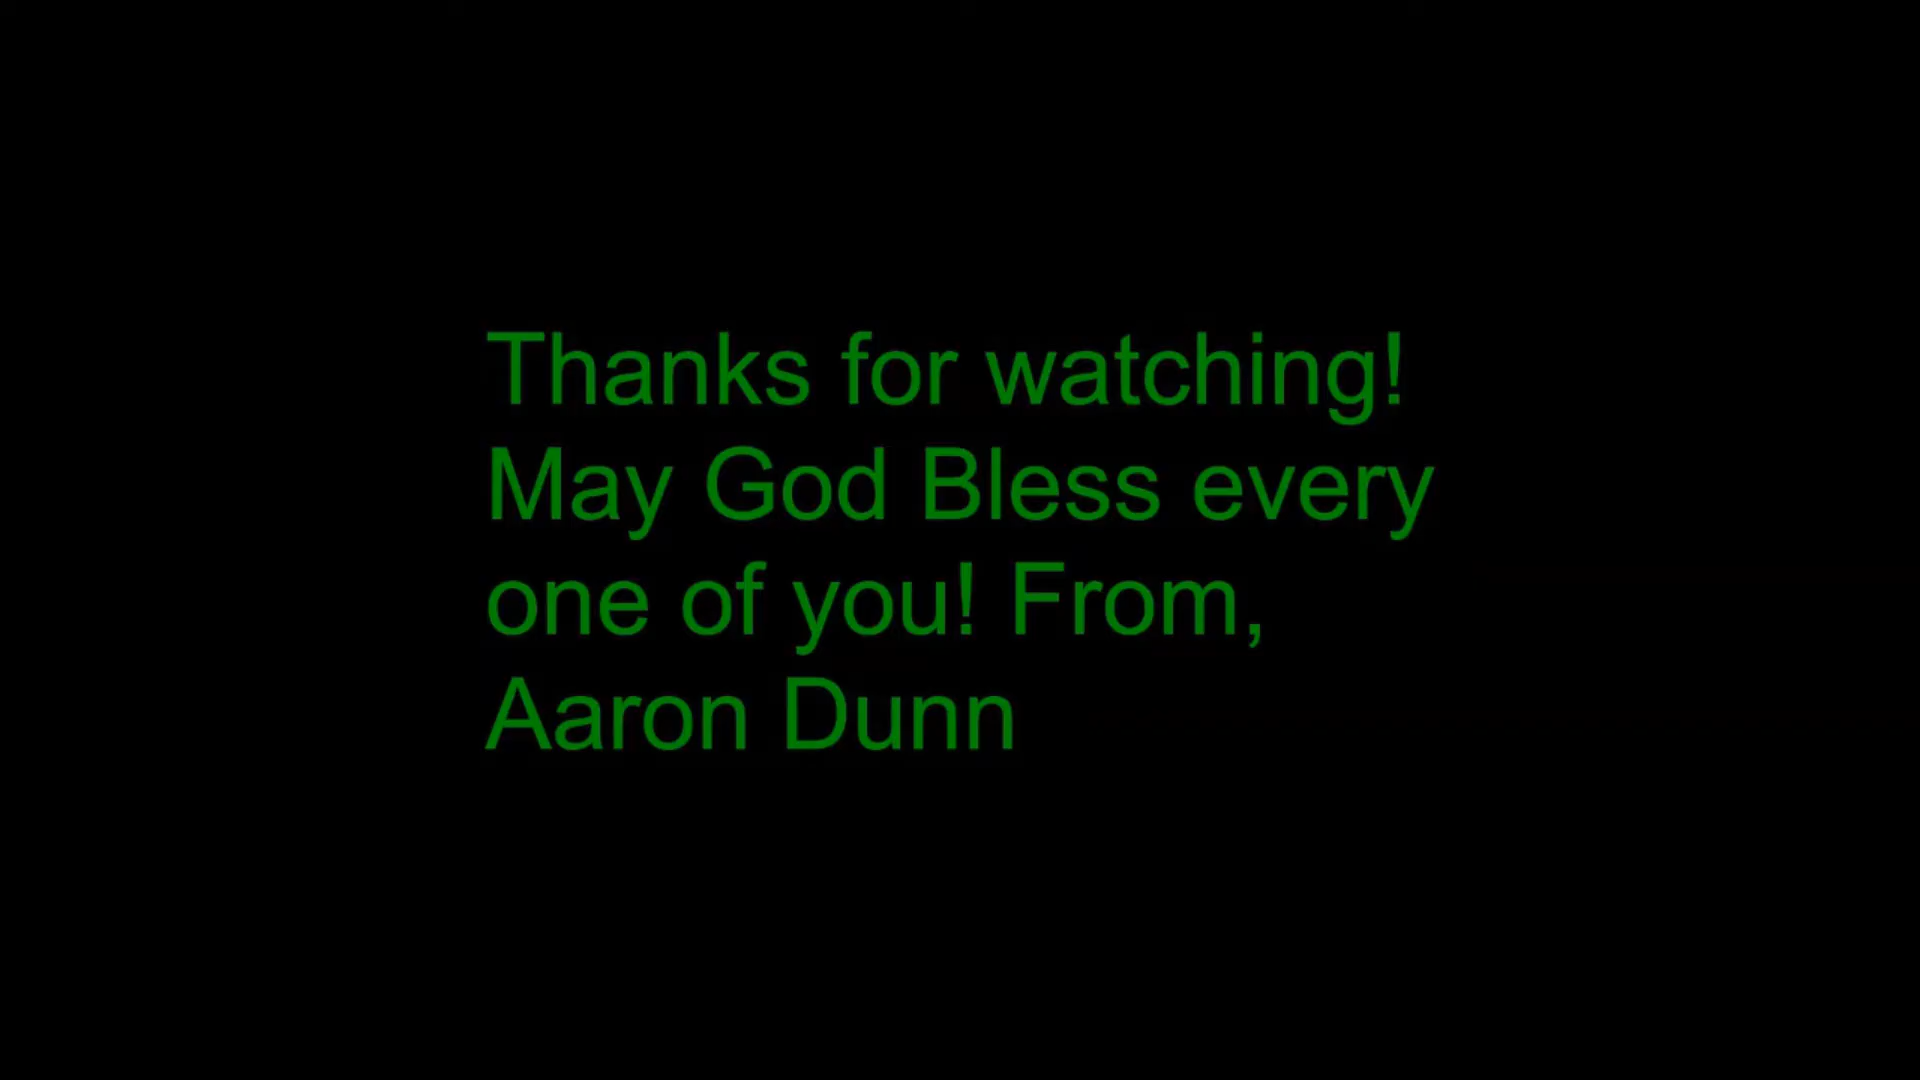 Thanks for watching!
May God Bless every
one of you! From,
Aaron Dunn